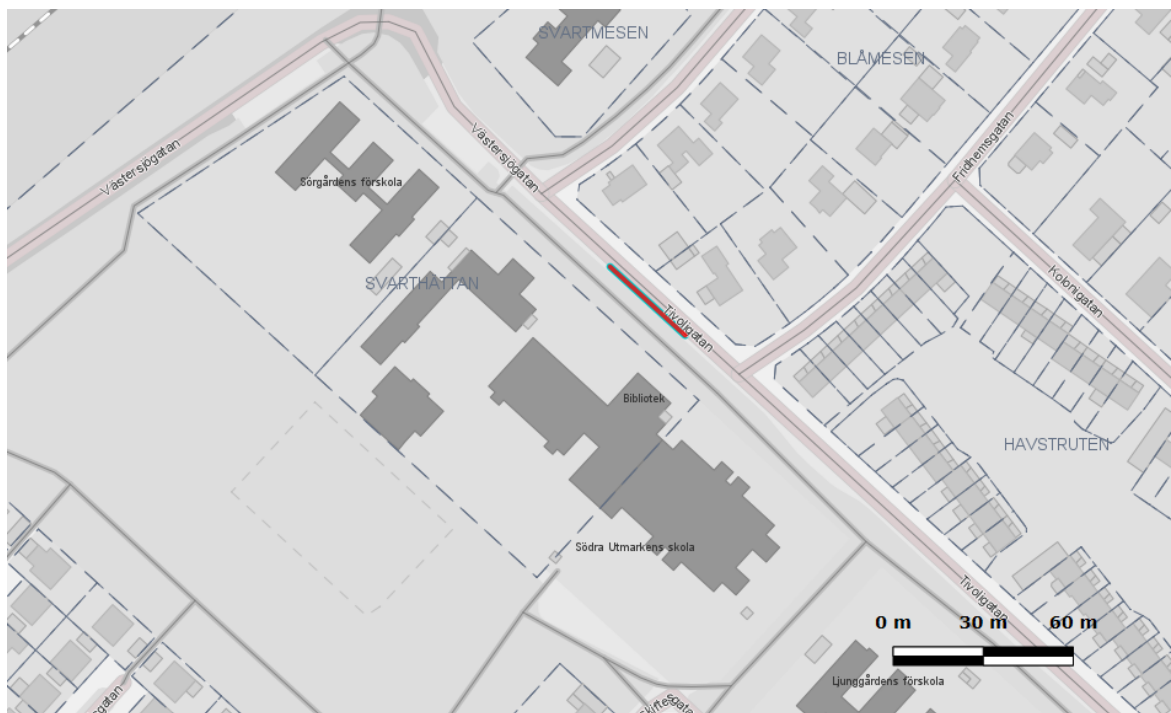 SVARTMESEN
BLÅMESEN
Västersjögatan
Västersjögatan
Fridhemsgatan
Sörgårdens förskola
SVARTHÄTTAN
Kolonigatan
Tivoligatan
Bibliotek
HAVSTRUTEN
Södra Utmarkens skola
Tivoligatan
0 m 30 m 60 m
Ljunggårdens förskola